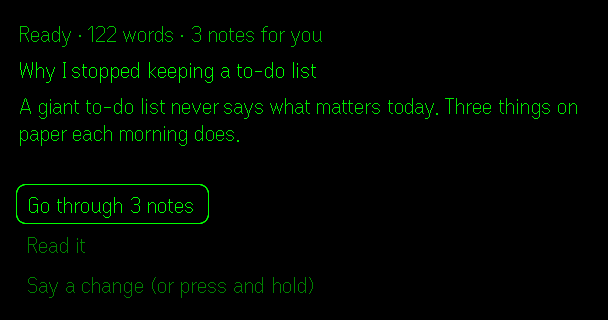 Ready · 122 words · 3 notes for you
Why I stopped keeping a to-do list
A giant to-do list never says what matters today. Three things on
paper each morning does.
Go through 3 notes
Read it
Say a change (or press and hold)